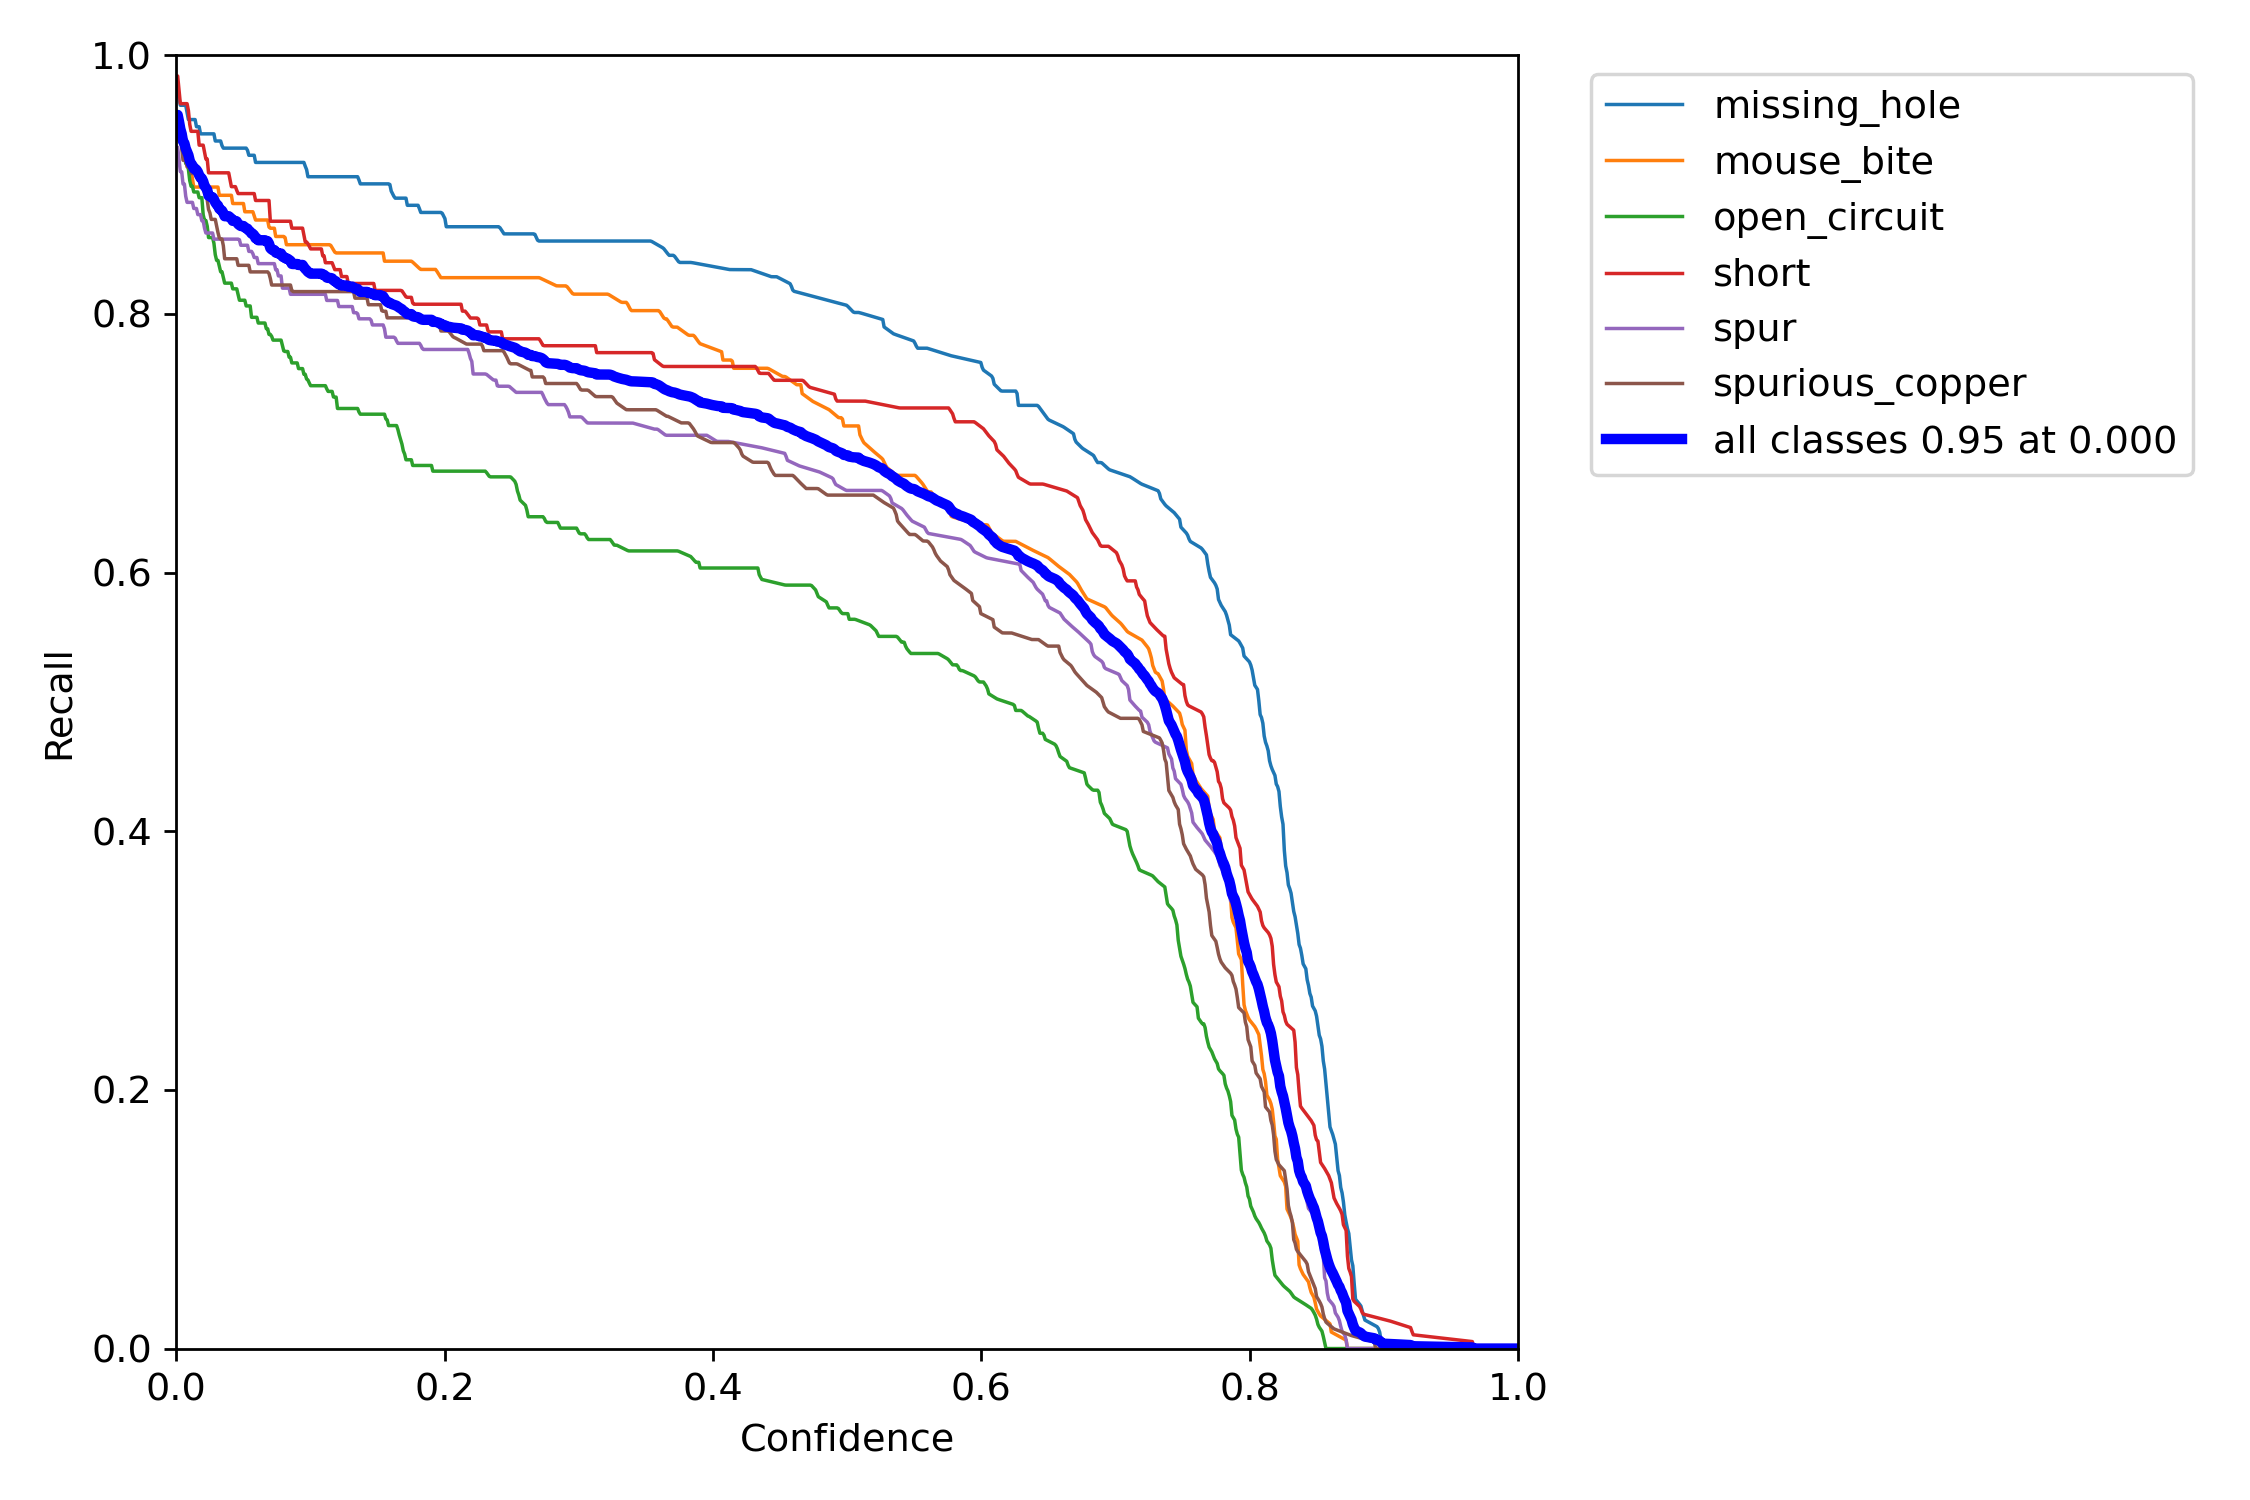 1.0
0.8
0.6
0.4
0.2
0.0
Recall
0.0 0.2 0.4 0.6 0.8 1.0
Confidence
missing_hole
mouse_bite
open_circuit
short
spur
spurious_copper
all classes 0.95 at 0.000